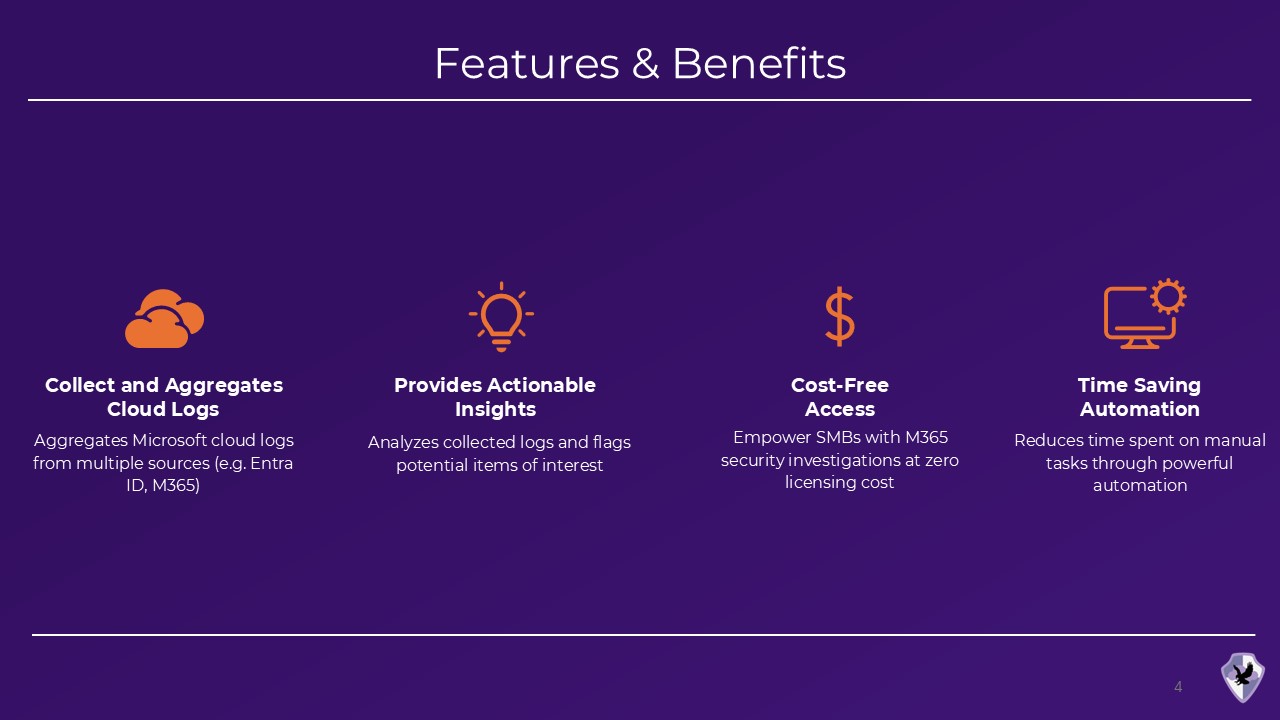 Features & Benefits
Collect and Aggregates
Cloud Logs
Aggregates Microsoft cloud logs
from multiple sources (e.g. Entra
ID, M365)
Provides Actionable
Insights
Analyzes collected logs and flags
potential items of interest
Cost-Free
Access
Empower SMBs with M365
security investigations at zero
licensing cost
Time Saving
Automation
Reduces time spent on manual
tasks through powerful
automation
4